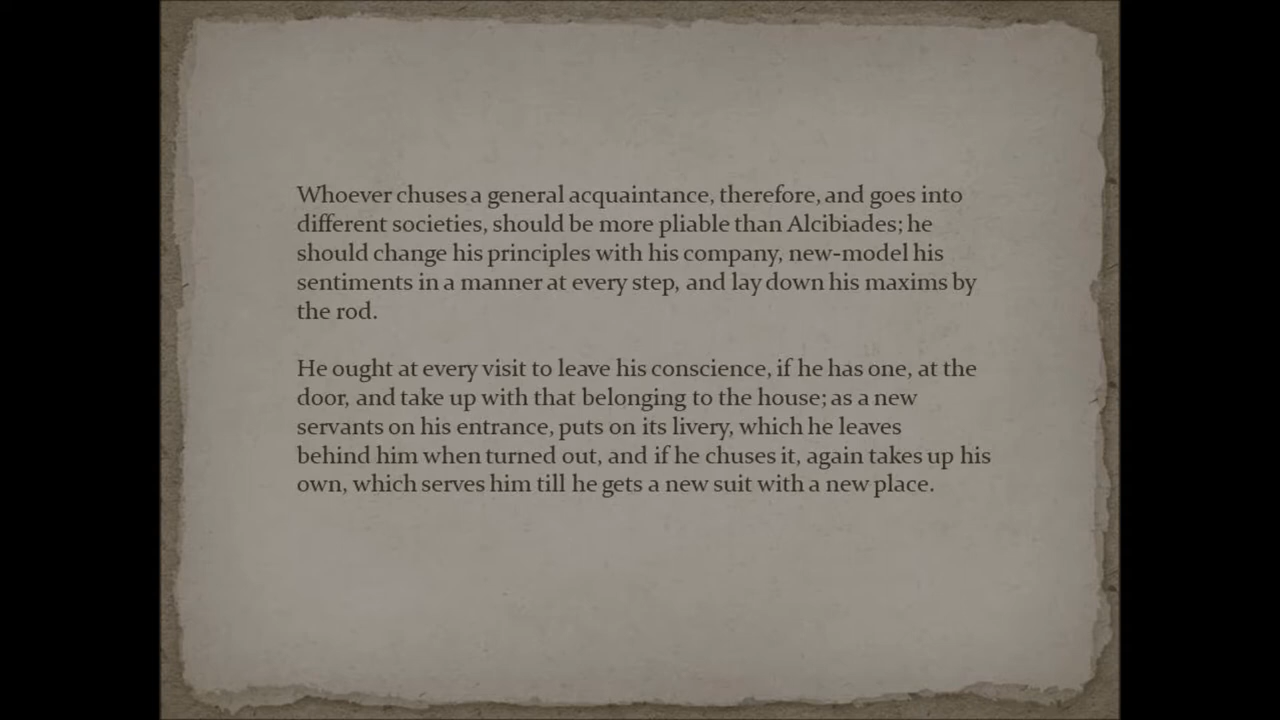 Whoever chuses a general acquaintance, therefore, and goes into
different societies, should be more pliable than Alcibiades; he
should change his principles with his company, new-model his
sentiments in a manner at every step, and lay down his maxims by
the rod.
He ought at every visit to leave his conscience, if he has one, at the
door, and take up with that belonging to the house; as a new
servants on his entrance, puts on its livery, which he leaves
behind him when turned out, and if he chuses it, again takes up his
own, which serves him till he gets a new suit with a new place.